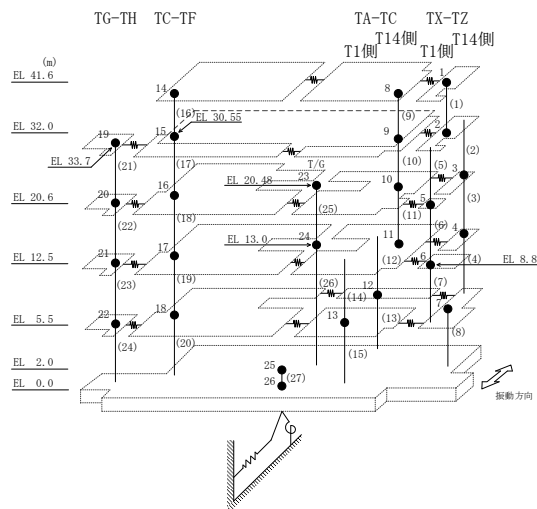 TG-TH TC-TF TA-TC TX-TZ
T1側 T14側 T1側 T14側
(m)
EL 41.6
14 8 1
(16) (9) (1)
EL 30.55
EL 32.0
19 15 9 2
EL 33.7
(21) (17) (10) (2)
T/G
EL 20.48 23
EL 20.6
20 16 10 (5) 3
(22) (18) (25) (11) 5 (3)
EL 13.0 24
EL 12.5
21 17 11 (6) 4
(23) (19) (12) 6 (4) EL 8.8
(26) (14) 12 (7)
EL 5.5
22 18 13 (13) 7
(24) (20) (15) (8)
EL 2.0
25
EL 0.0
26 (27)
振動方向